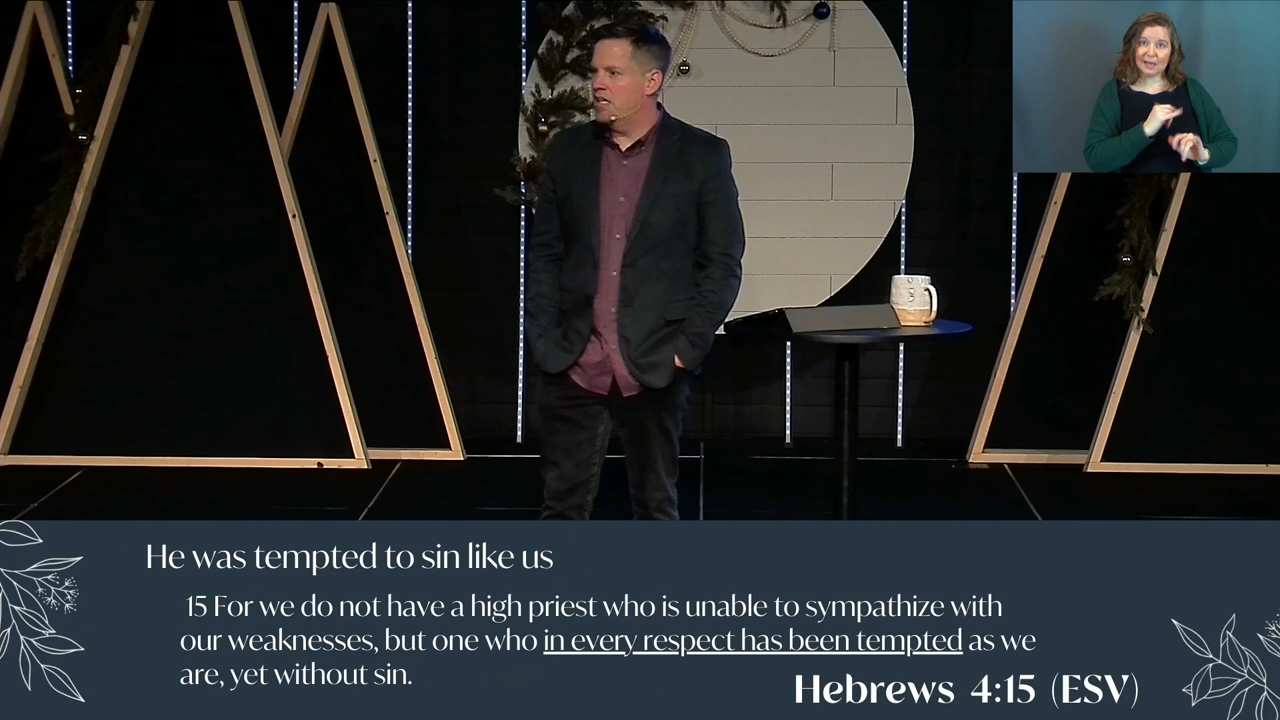 He was tempted to sin like us
15 For we do not have a high priest who is unable to sympathize with
our weaknesses, but one who in every respect has been tempted as we
are, yet without sin.
Hebrews 4:15 (ESV)